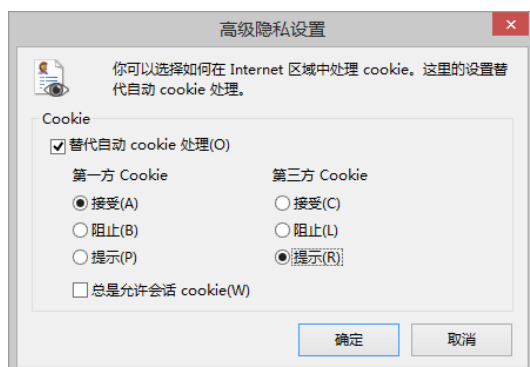 高级隐私设置
你可以选择如何在 Internet 区域中处理 cookie。这里的设置替
代自动 cookie 处理。
Cookie
替代自动 cookie 处理(O)
第一方 Cookie
第三方 Cookie
接受(A)
接受(C)
阻止(B)
阻止(L)
提示(P)
提示(R)
总是允许会话 cookie(W)
确定
取消